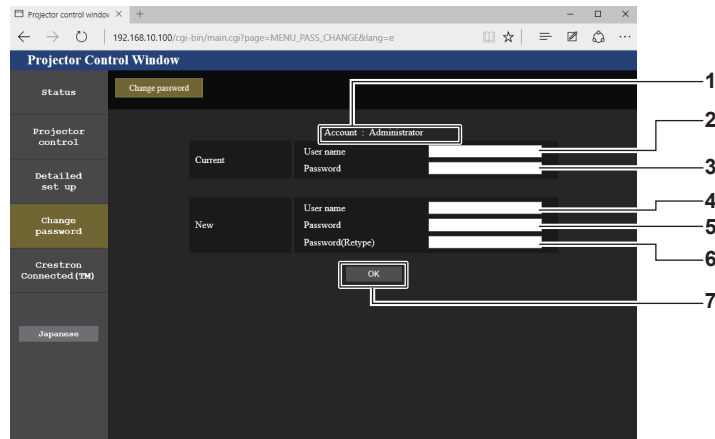 Projector control window
192.168.10.100/cgi-bin/main.cgi?page=MENU_PASS_CHANGE&lang=e
Projector Control Window
Status
Change password
1
Account : Administrator
2
Projector
control
Current
User name
Password
3
Detailed
set up
New
User name
4
Password
5
Password(Retype)
6
Change
password
OK
7
Crestron
Connected(TM)
Japanese